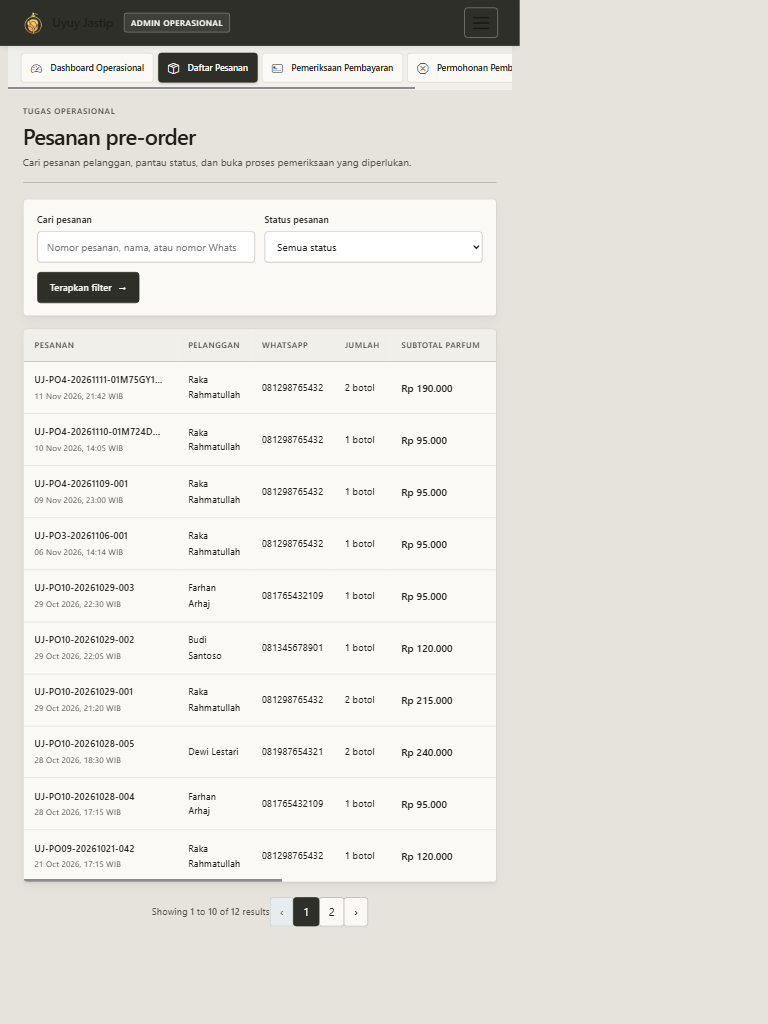 Uyuy Jastip ADMIN OPERASIONAL
Dashboard Operasional Daftar Pesanan Pemeriksaan Pembayaran Permohonan Pemb
TUGAS OPERASIONAL
Pesanan pre-order
Cari pesanan pelanggan, pantau status, dan buka proses pemeriksaan yang diperlukan.
Cari pesanan Status pesanan
Nomor pesanan, nama, atau nomor Whats Semua status
Terapkan filter →
PESANAN PELANGGAN WHATSAPP JUMLAH SUBTOTAL PARFUM
UJ-PO4-20261111-01M75GY1... Raka Rahmatullah 081298765432 2 botol Rp 190.000
11 Nov 2026, 21:42 WIB
UJ-PO4-20261110-01M724D... Raka Rahmatullah 081298765432 1 botol Rp 95.000
10 Nov 2026, 14:05 WIB
UJ-PO4-20261109-001 Raka Rahmatullah 081298765432 1 botol Rp 95.000
09 Nov 2026, 23:00 WIB
UJ-PO3-20261106-001 Raka Rahmatullah 081298765432 1 botol Rp 95.000
06 Nov 2026, 14:14 WIB
UJ-PO10-20261029-003 Farhan Arhaj 081765432109 1 botol Rp 95.000
29 Oct 2026, 22:30 WIB
UJ-PO10-20261029-002 Budi Santoso 081345678901 1 botol Rp 120.000
29 Oct 2026, 22:05 WIB
UJ-PO10-20261029-001 Raka Rahmatullah 081298765432 2 botol Rp 215.000
29 Oct 2026, 21:20 WIB
UJ-PO10-20261028-005 Dewi Lestari 081987654321 2 botol Rp 240.000
28 Oct 2026, 18:30 WIB
UJ-PO10-20261028-004 Farhan Arhaj 081765432109 1 botol Rp 95.000
28 Oct 2026, 17:15 WIB
UJ-PO09-20261021-042 Raka Rahmatullah 081298765432 1 botol Rp 120.000
21 Oct 2026, 17:15 WIB
Showing 1 to 10 of 12 results ‹ 1 2 ›